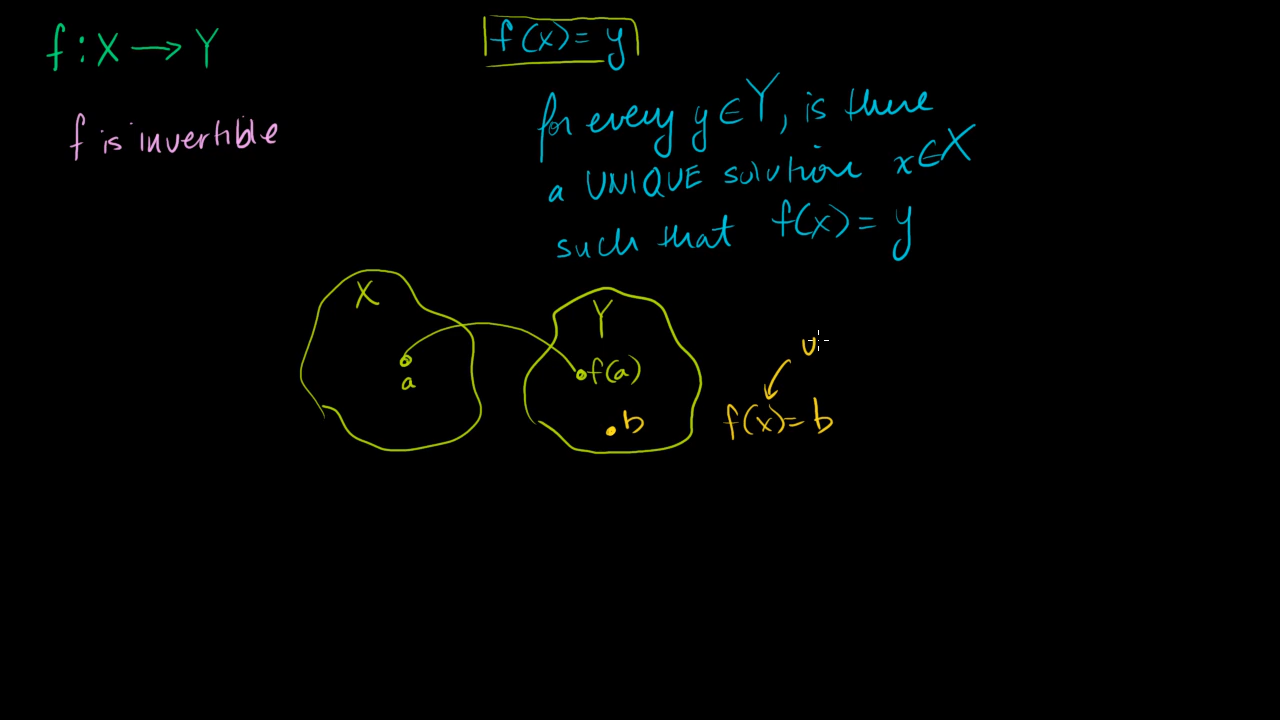 f : X → Y
f(x) = y
f is invertible
for every y ∈ Y, is there
a UNIQUE solution x ∈ X
such that f(x) = y
X
Y
a
f(a)
b
u
f(x) = b